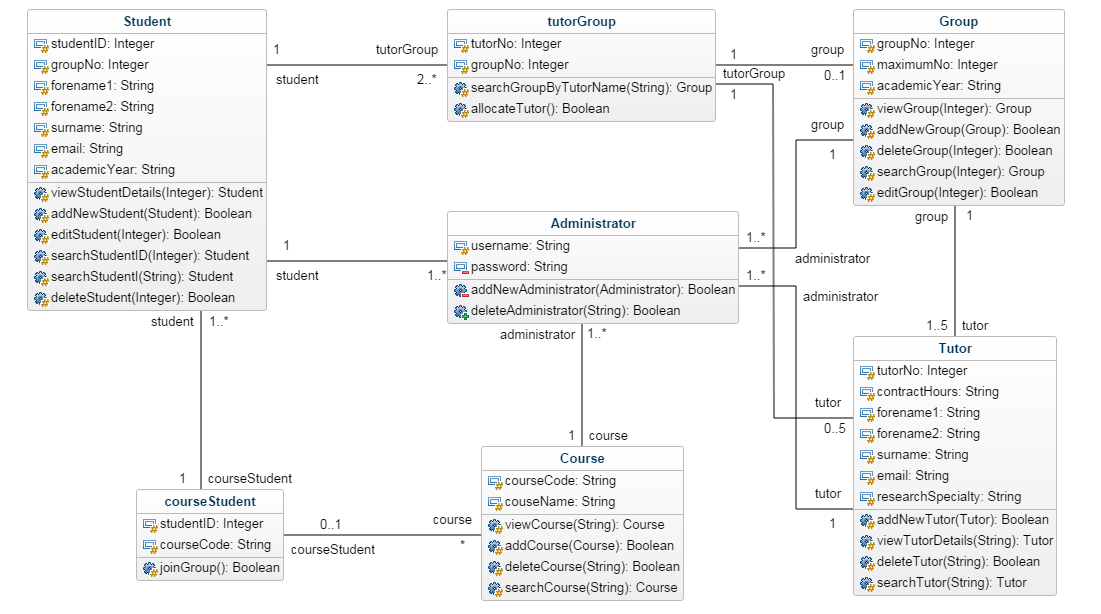 Student
studentID: Integer
groupNo: Integer
forename1: String
forename2: String
surname: String
email: String
academicYear: String
viewStudentDetails(Integer): Student
addNewStudent(Student): Boolean
editStudent(Integer): Boolean
searchStudentID(Integer): Student
searchStudentI(String): Student
deleteStudent(Integer): Boolean
1
student
tutorGroup
2..*
tutorGroup
tutorNo: Integer
groupNo: Integer
searchGroupByTutorName(String): Group
allocateTutor(): Boolean
1
tutorGroup
1
group
0..1
Group
groupNo: Integer
maximumNo: Integer
academicYear: String
viewGroup(Integer): Group
addNewGroup(Group): Boolean
deleteGroup(Integer): Boolean
searchGroup(Integer): Group
editGroup(Integer): Boolean
group
1
1
student
1..*
Administrator
username: String
password: String
addNewAdministrator(Administrator): Boolean
deleteAdministrator(String): Boolean
1..*
administrator
1..*
administrator
group
1
1..5
tutor
student
1..*
administrator
1..*
Tutor
tutorNo: Integer
contractHours: String
forename1: String
forename2: String
surname: String
email: String
researchSpecialty: String
addNewTutor(Tutor): Boolean
viewTutorDetails(String): Tutor
deleteTutor(String): Boolean
searchTutor(String): Tutor
tutor
0..5
tutor
1
1
course
1
courseStudent
courseStudent
studentID: Integer
courseCode: String
joinGroup(): Boolean
0..1
courseStudent
course
*
Course
courseCode: String
couseName: String
viewCourse(String): Course
addCourse(Course): Boolean
deleteCourse(String): Boolean
searchCourse(String): Course